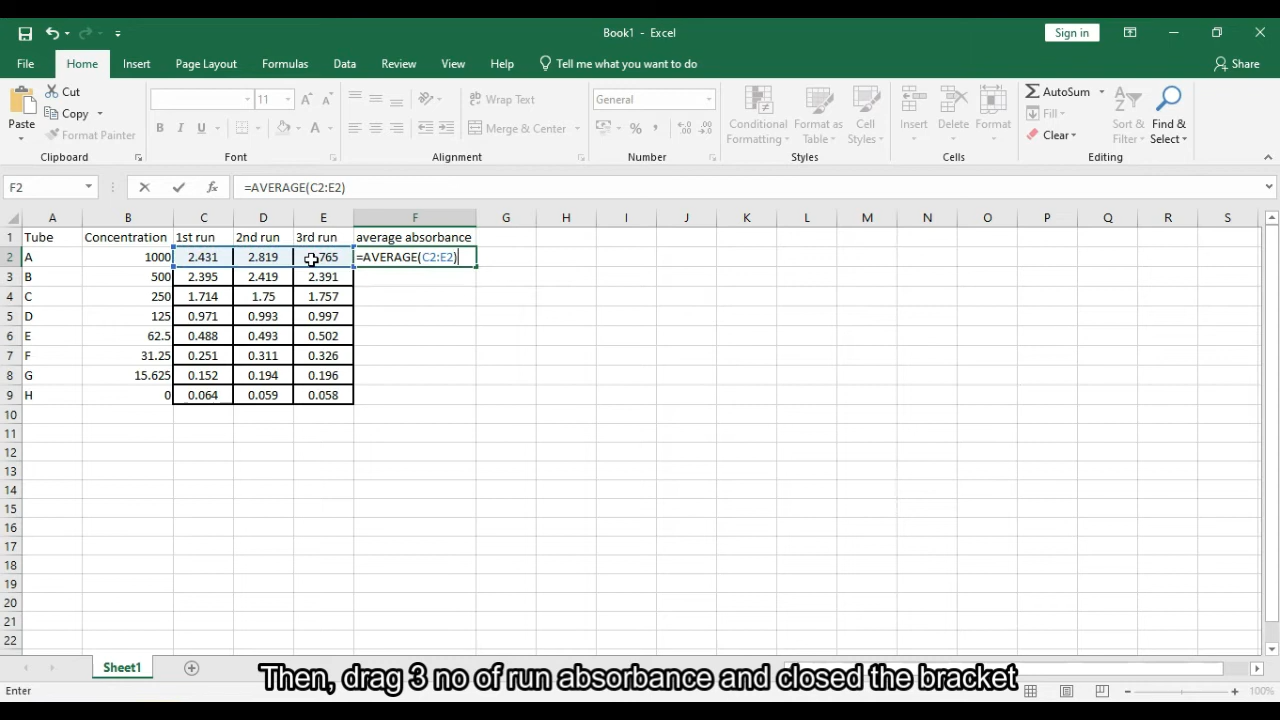 Book1 - Excel
Sign in
File Home Insert Page Layout Formulas Data Review View Help Tell me what you want to do Share
Paste
Cut
Copy
Format Painter
Clipboard
11
A A
B I U A
Font
Wrap Text
Merge & Center
Alignment
General
%
Number
Conditional Formatting
Format as Table
Cell Styles
Styles
Insert
Delete
Format
Cells
AutoSum
Fill
Clear
Sort & Filter
Find & Select
Editing
F2 fx =AVERAGE(C2:E2)
A B C D E F G H I J K L M N O P Q R S
1 Tube Concentration 1st run 2nd run 3rd run average absorbance
2 A 1000 2.431 2.819 765 =AVERAGE(C2:E2)
3 B 500 2.395 2.419 2.391
4 C 250 1.714 1.75 1.757
5 D 125 0.971 0.993 0.997
6 E 62.5 0.488 0.493 0.502
7 F 31.25 0.251 0.311 0.326
8 G 15.625 0.152 0.194 0.196
9 H 0 0.064 0.059 0.058
10
11
12
13
14
15
16
17
18
19
20
21
22
Sheet1
Then, drag 3 no of run absorbance and closed the bracket
Enter 100%